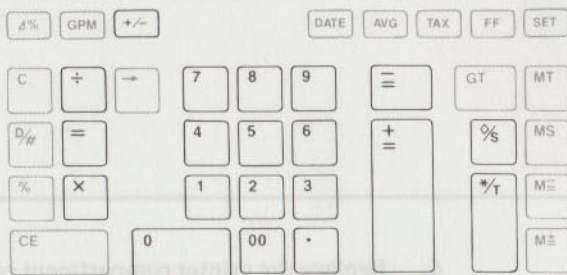 Δ% GPM +/− DATE AVG TAX FF SET
C ÷ → 7 8 9 − = GT MT
D/# = 4 5 6 + = ◇/S MS
% × 1 2 3 */T M−=
CE 0 00 · M+=